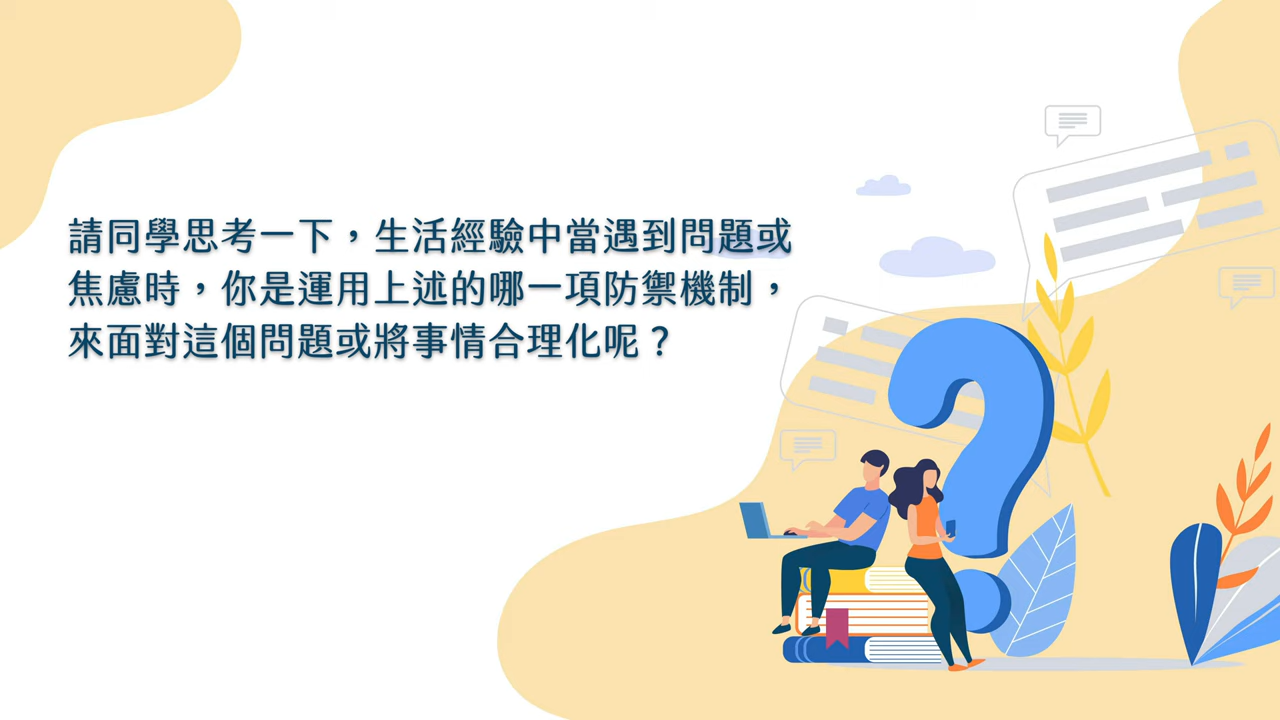 請同學思考一下，生活經驗中當遇到問題或
焦慮時，你是運用上述的哪一項防禦機制，
來面對這個問題或將事情合理化呢？